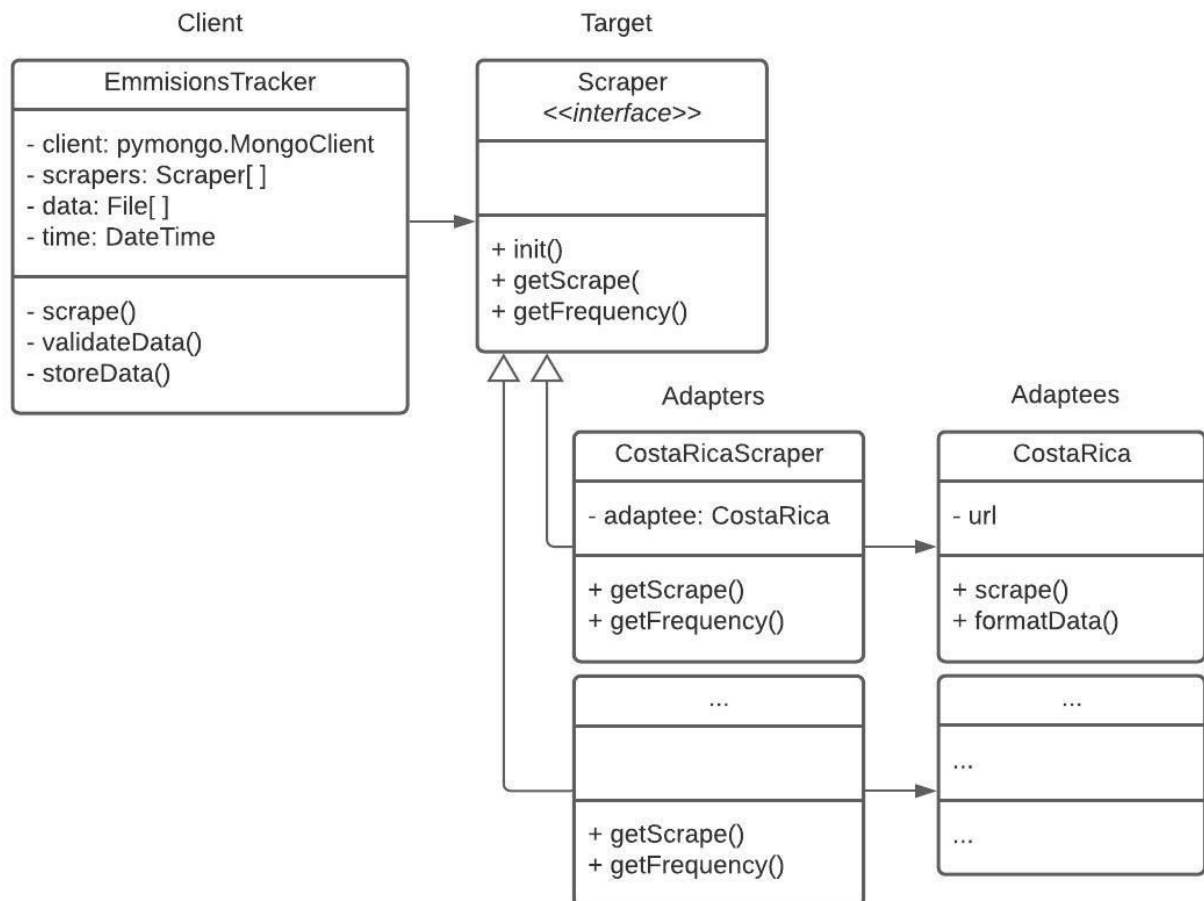 Client
EmmisionsTracker
- client: pymongo.MongoClient
- scrapers: Scraper[ ]
- data: File[ ]
- time: DateTime
- scrape()
- validateData()
- storeData()
Target
Scraper
<<interface>>
+ init()
+ getScrape(
+ getFrequency()
Adapters
CostaRicaScraper
- adaptee: CostaRica
+ getScrape()
+ getFrequency()
Adaptees
CostaRica
- url
+ scrape()
+ formatData()
...
+ getScrape()
+ getFrequency()
...
...
...